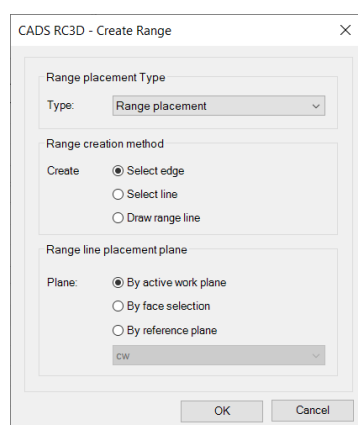 CADS RC3D - Create Range
Range placement Type
Type: Range placement
Range creation method
Create Select edge
Select line
Draw range line
Range line placement plane
Plane: By active work plane
By face selection
By reference plane
cw
OK Cancel